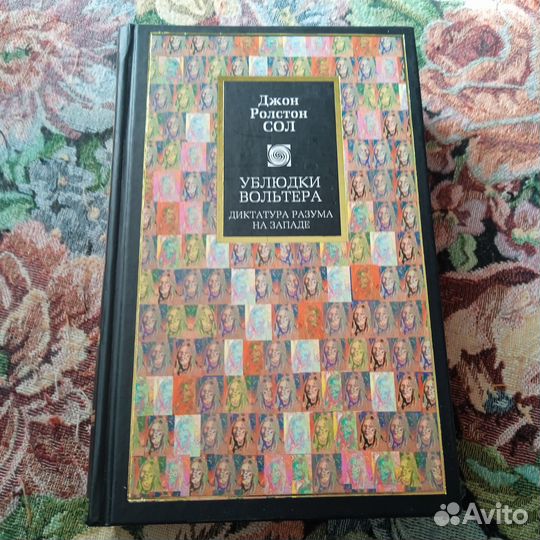 Джон
Ролстон
СОЛ
УБЛЮДКИ
ВОЛЬТЕРА
ДИКТАТУРА РАЗУМА
НА ЗАПАДЕ
Avito